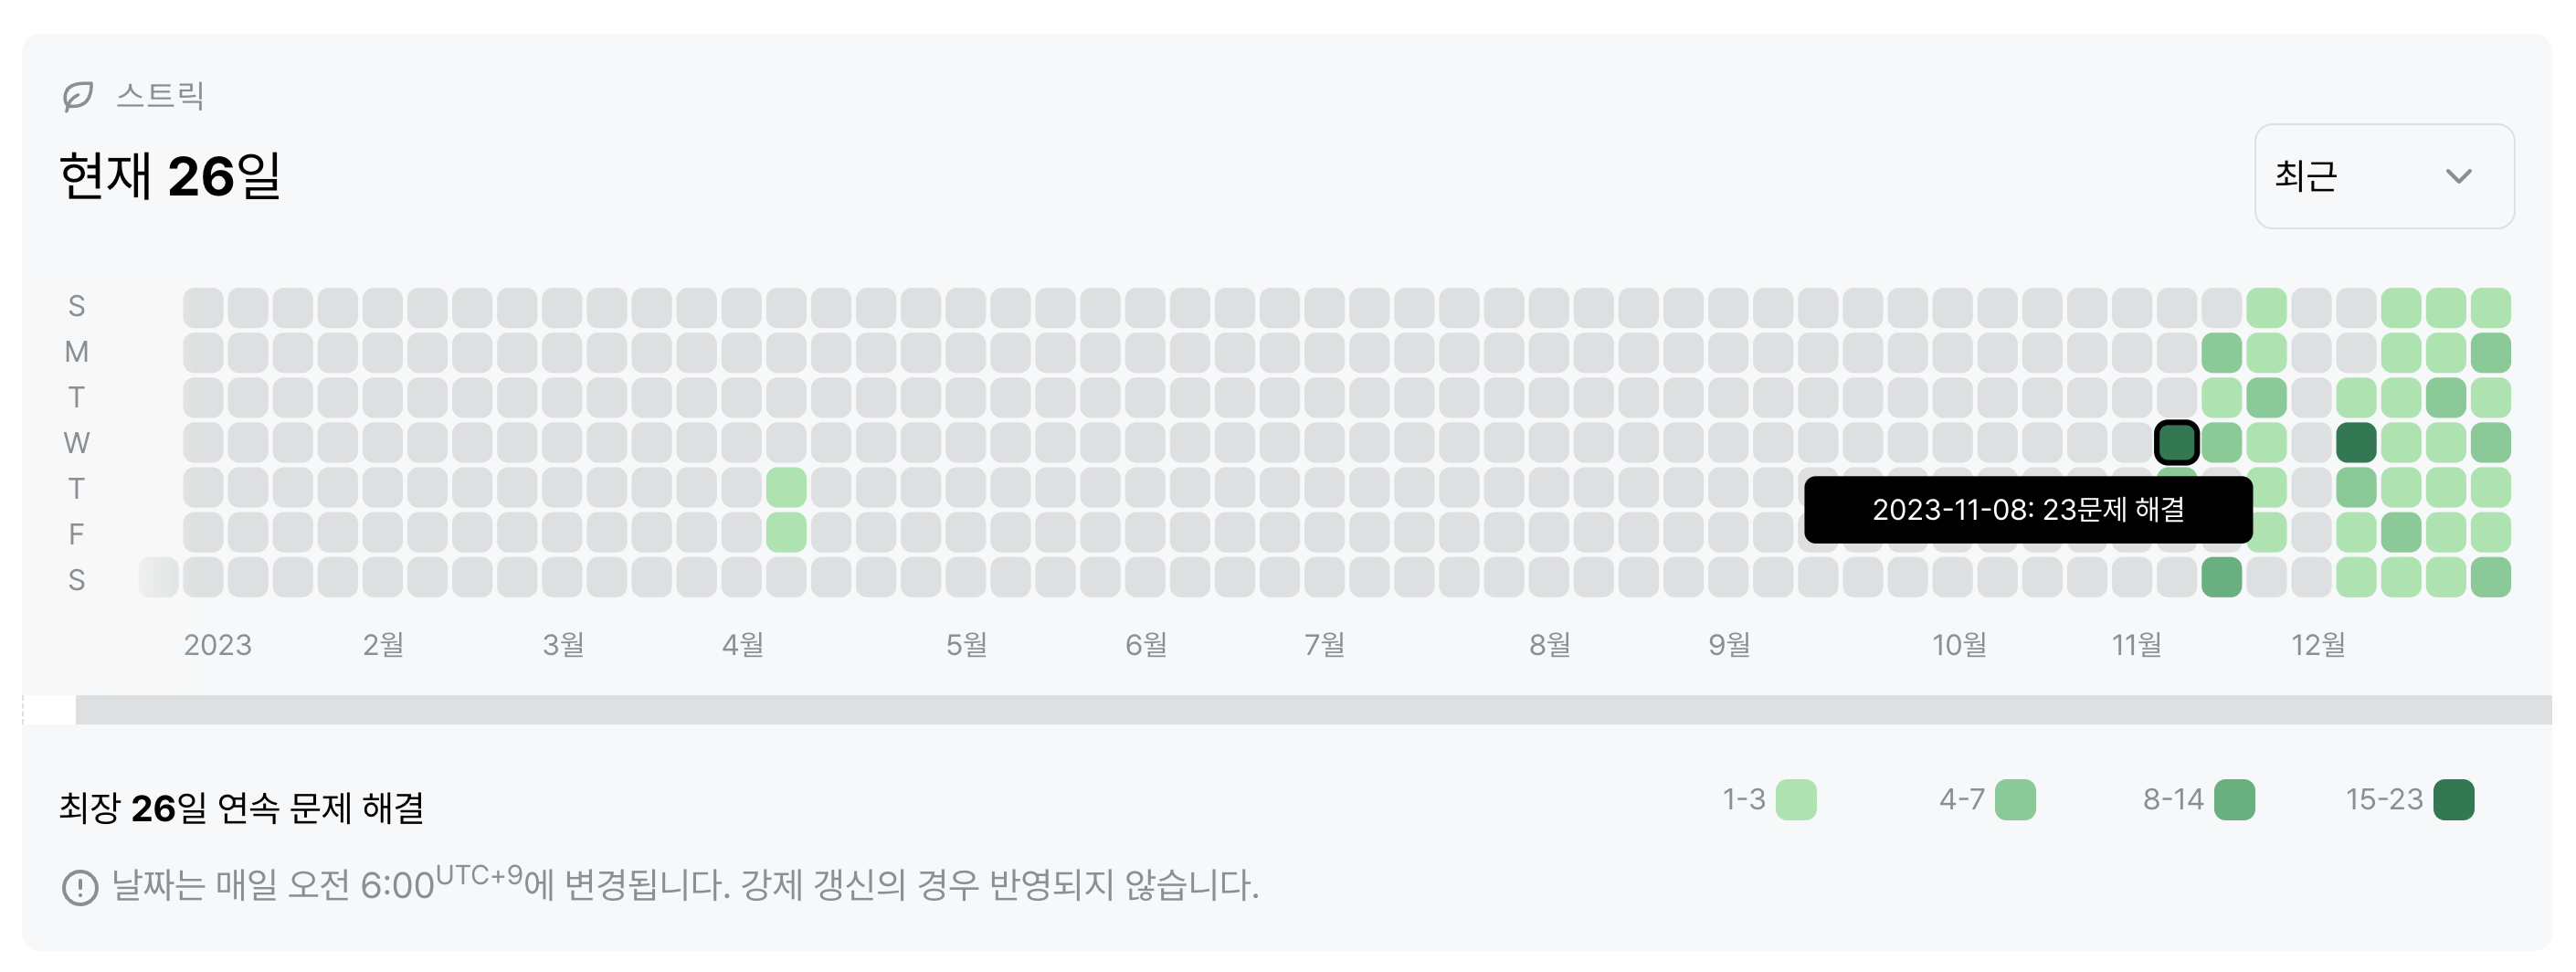 스트릭
현재 26일
최근
S
M
T
W
T
F
S
2023-11-08: 23문제 해결
2023 2월 3월 4월 5월 6월 7월 8월 9월 10월 11월 12월
최장 26일 연속 문제 해결
1-3 4-7 8-14 15-23
날짜는 매일 오전 6:00UTC+9에 변경됩니다. 강제 갱신의 경우 반영되지 않습니다.